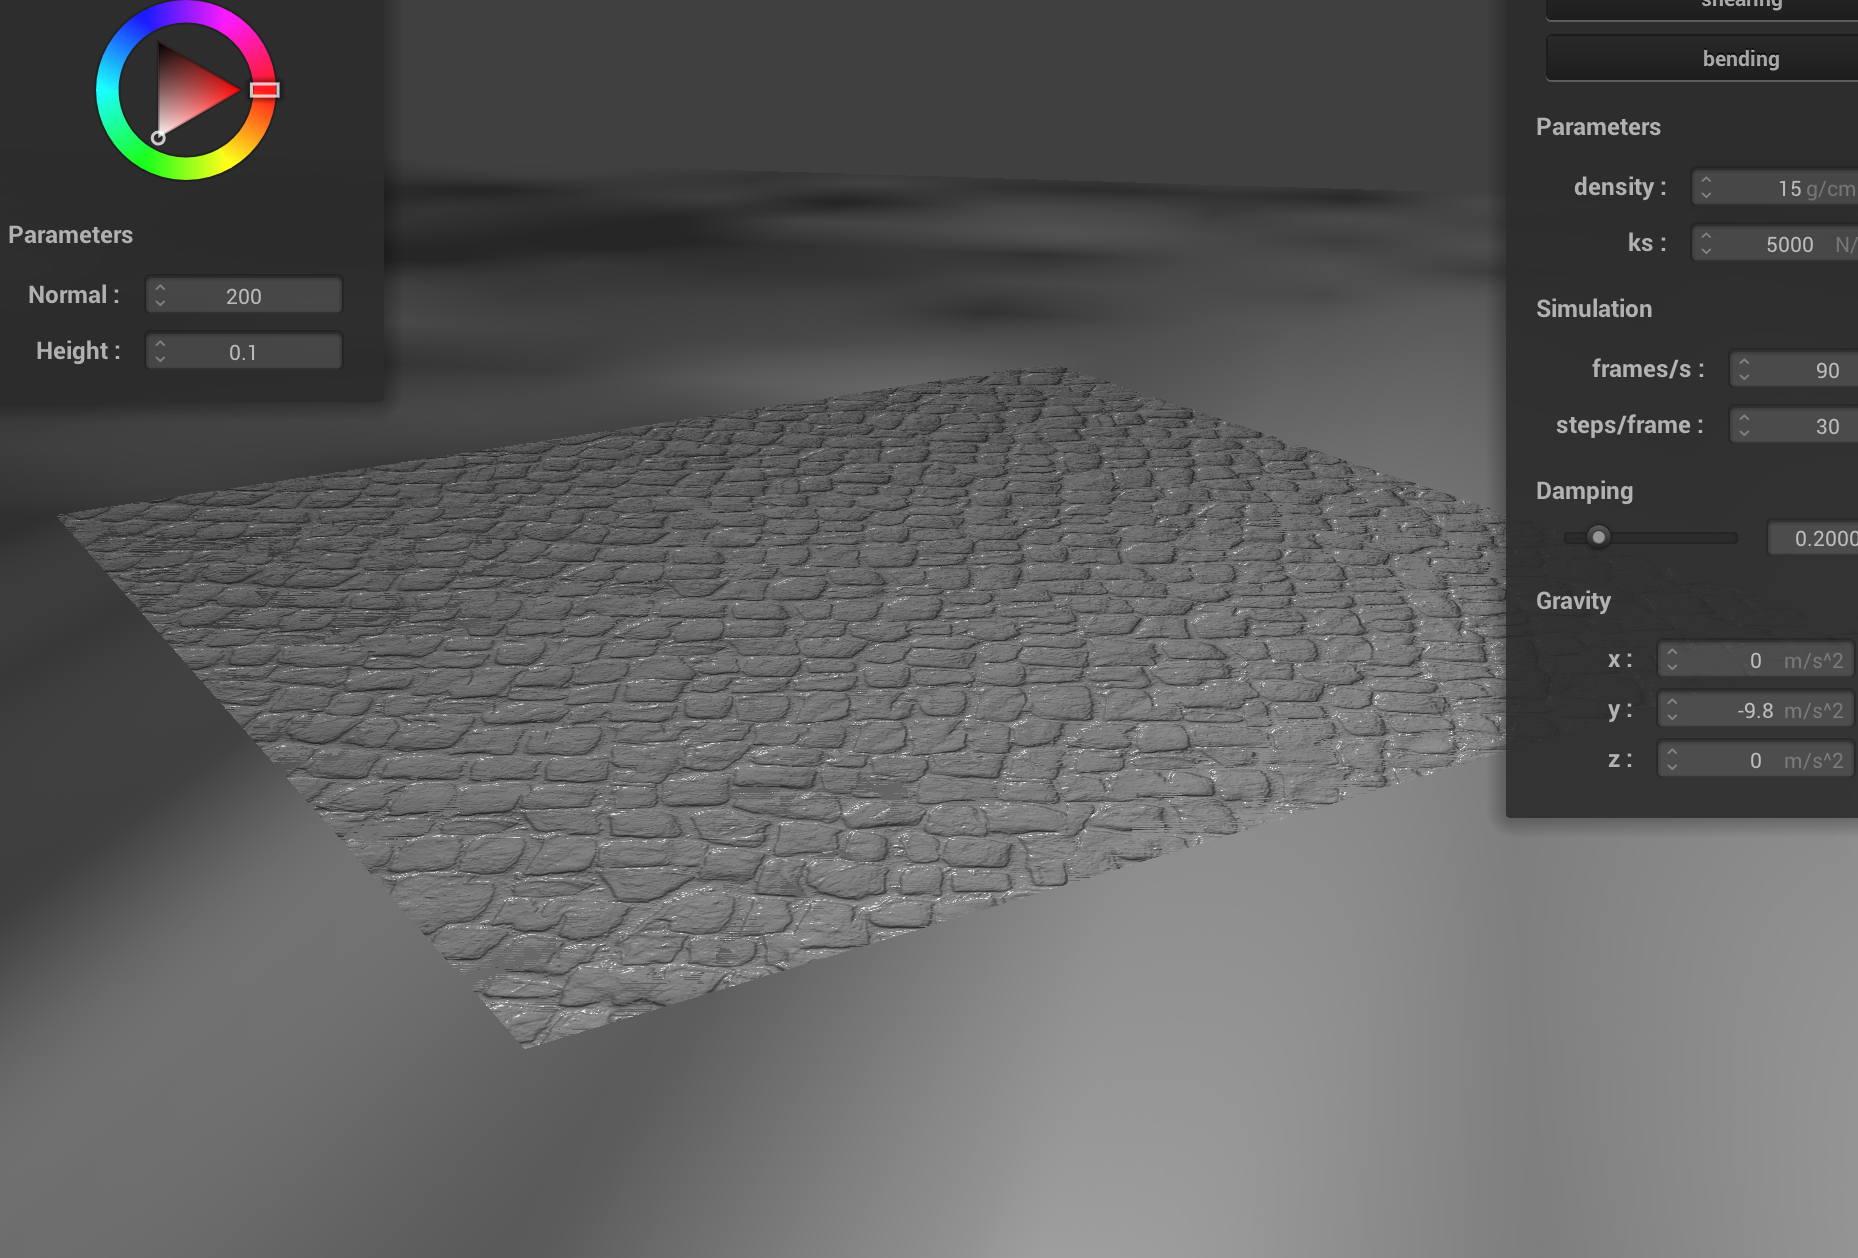 Parameters
Normal :
200
Height :
0.1
shearing
bending
Parameters
density :
15 g/cm
ks :
5000 N/
Simulation
frames/s :
90
steps/frame :
30
Damping
0.2000
Gravity
x :
0 m/s^2
y :
-9.8 m/s^2
z :
0 m/s^2